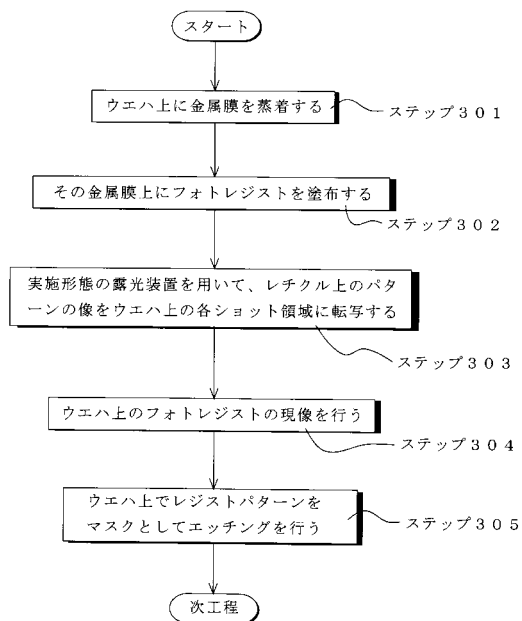 スタート
ウエハ上に金属膜を蒸着する
ステップ３０１
その金属膜上にフォトレジストを塗布する
ステップ３０２
実施形態の露光装置を用いて、レチクル上のパタ
ーンの像をウエハ上の各ショット領域に転写する
ステップ３０３
ウエハ上のフォトレジストの現像を行う
ステップ３０４
ウエハ上でレジストパターンを
マスクとしてエッチングを行う
ステップ３０５
次工程